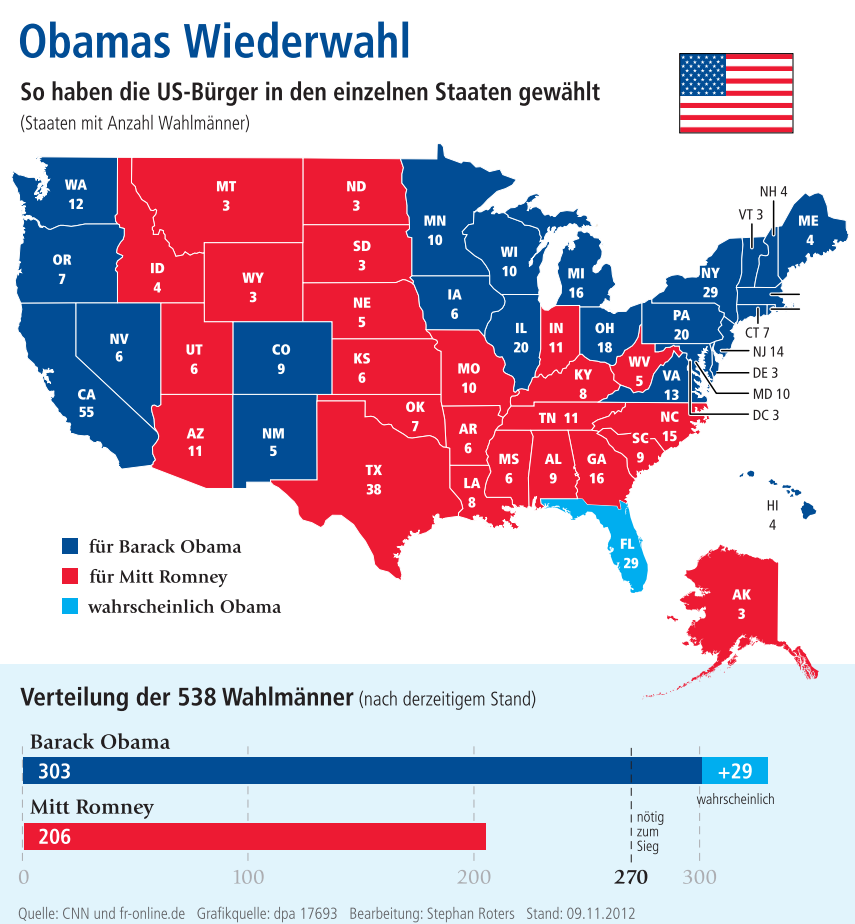 Obamas Wiederwahl
So haben die US-Bürger in den einzelnen Staaten gewählt
(Staaten mit Anzahl Wahlmänner)
WA
12
MT
3
ND
3
MN
10
VT 3
NH 4
ME
4
OR
7
ID
4
WY
3
SD
3
WI
10
MI
16
NY
29
NE
5
IA
6
PA
20
NV
6
UT
6
CO
9
KS
6
IL
20
IN
11
OH
18
CT 7
NJ 14
DE 3
MD 10
DC 3
CA
55
MO
10
KY
8
WV
5
VA
13
AZ
11
NM
5
OK
7
AR
6
TN 11
NC
15
SC
9
TX
38
LA
8
MS
6
AL
9
GA
16
HI
4
FL
29
AK
3
für Barack Obama
für Mitt Romney
wahrscheinlich Obama
Verteilung der 538 Wahlmänner (nach derzeitigem Stand)
Barack Obama
303
+29
wahrscheinlich
Mitt Romney
206
nötig
zum
Sieg
0 100 200 270 300
Quelle: CNN und fr-online.de Grafikquelle: dpa 17693 Bearbeitung: Stephan Roters Stand: 09.11.2012